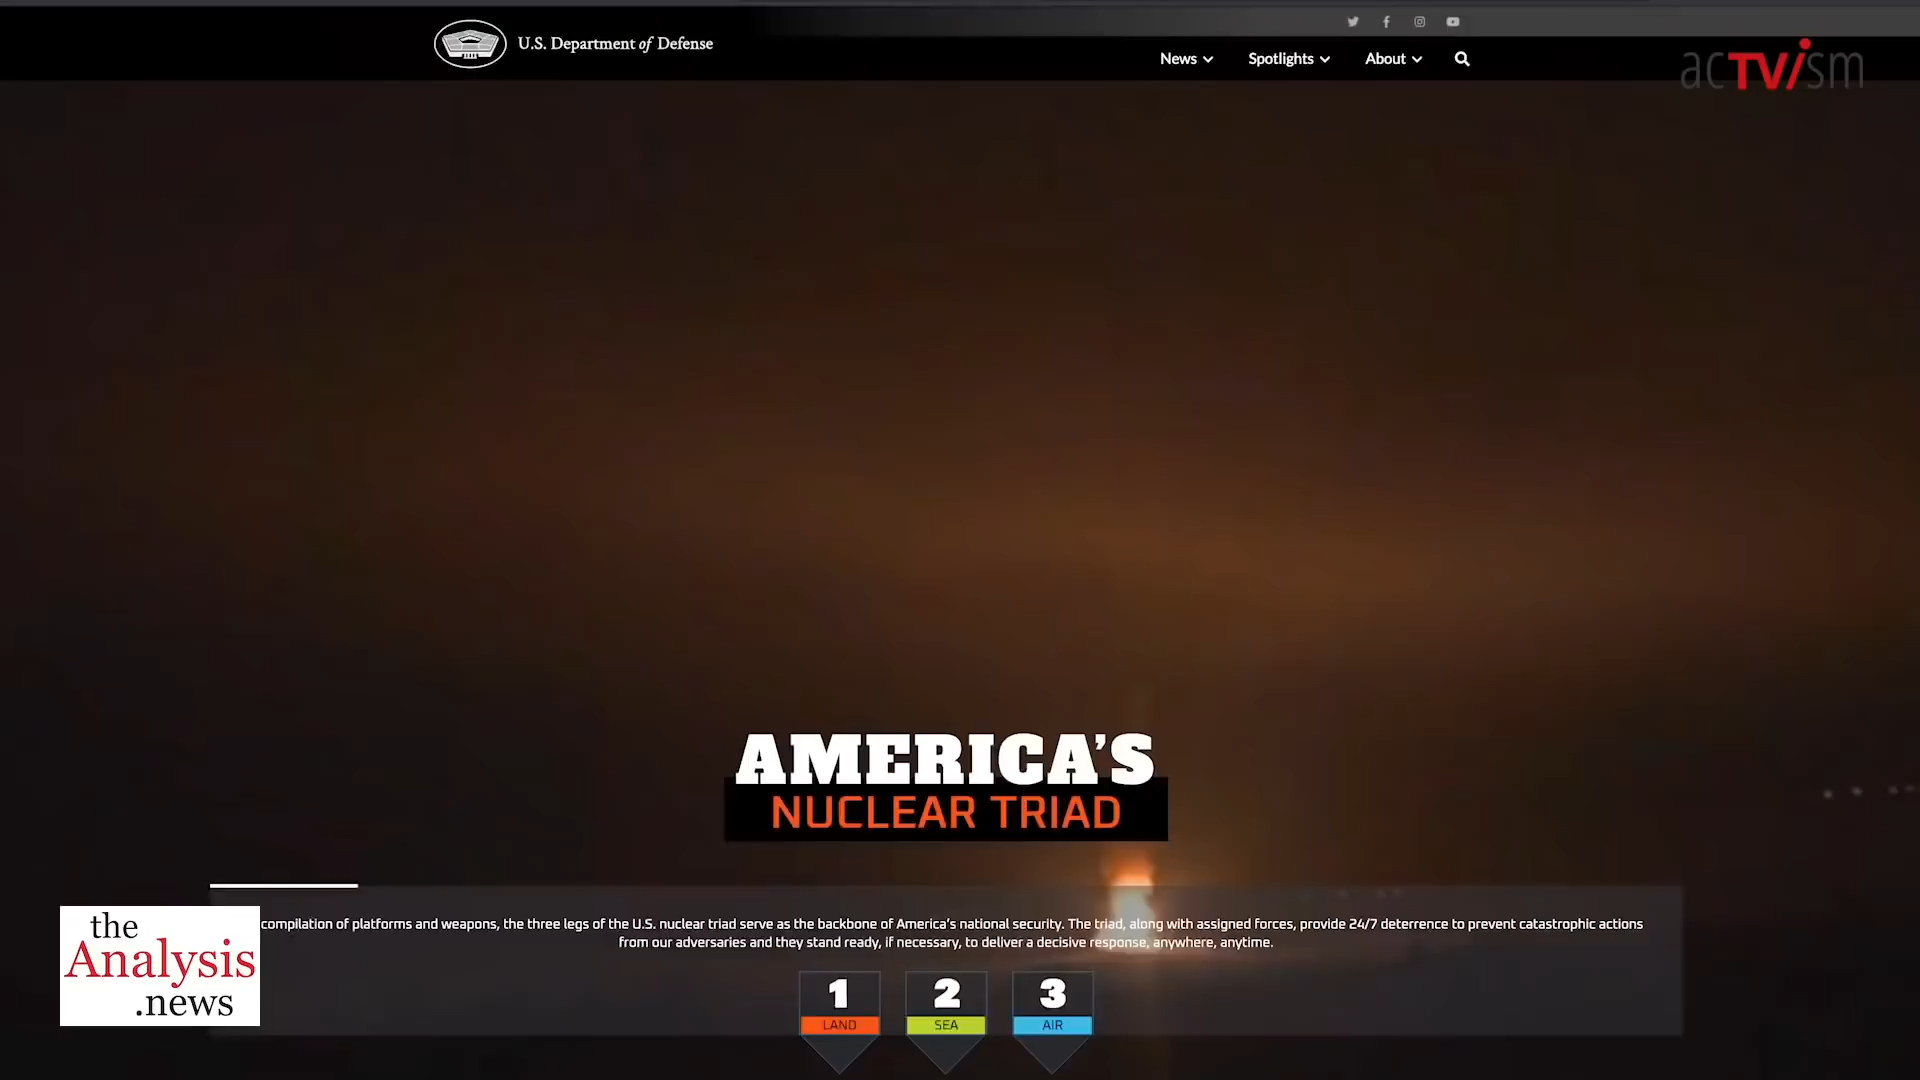 U.S. Department of Defense
News
Spotlights
About
acTVism
AMERICA'S
NUCLEAR TRIAD
compilation of platforms and weapons, the three legs of the U.S. nuclear triad serve as the backbone of America's national security. The triad, along with assigned forces, provide 24/7 deterrence to prevent catastrophic actions
from our adversaries and they stand ready, if necessary, to deliver a decisive response, anywhere, anytime.
the
Analysis
.news
1
LAND
2
SEA
3
AIR